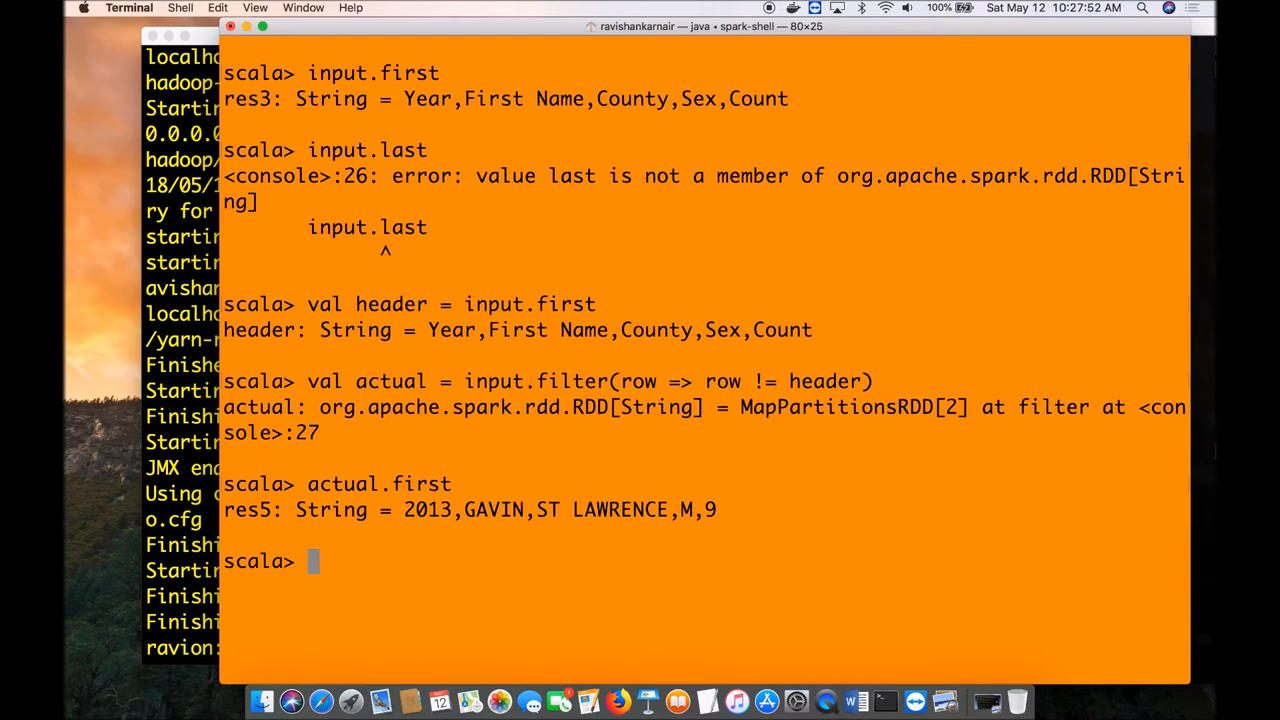 Terminal Shell Edit View Window Help 100% Sat May 12 10:27:52 AM
ravishankarnair — java • spark-shell — 80×25
scala> input.first
res3: String = Year,First Name,County,Sex,Count
scala> input.last
<console>:26: error: value last is not a member of org.apache.spark.rdd.RDD[Stri
ng]
input.last
^
scala> val header = input.first
header: String = Year,First Name,County,Sex,Count
scala> val actual = input.filter(row => row != header)
actual: org.apache.spark.rdd.RDD[String] = MapPartitionsRDD[2] at filter at <con
sole>:27
scala> actual.first
res5: String = 2013,GAVIN,ST LAWRENCE,M,9
scala>
localho
hadoop-
Startin
0.0.0.0
hadoop/
18/05/1
ry for
startin
startin
avishan
localho
/yarn-r
Finishe
Startin
Finishi
Startin
JMX ena
Using c
o.cfg
Finishi
Startin
Finishi
Finishi
ravion: